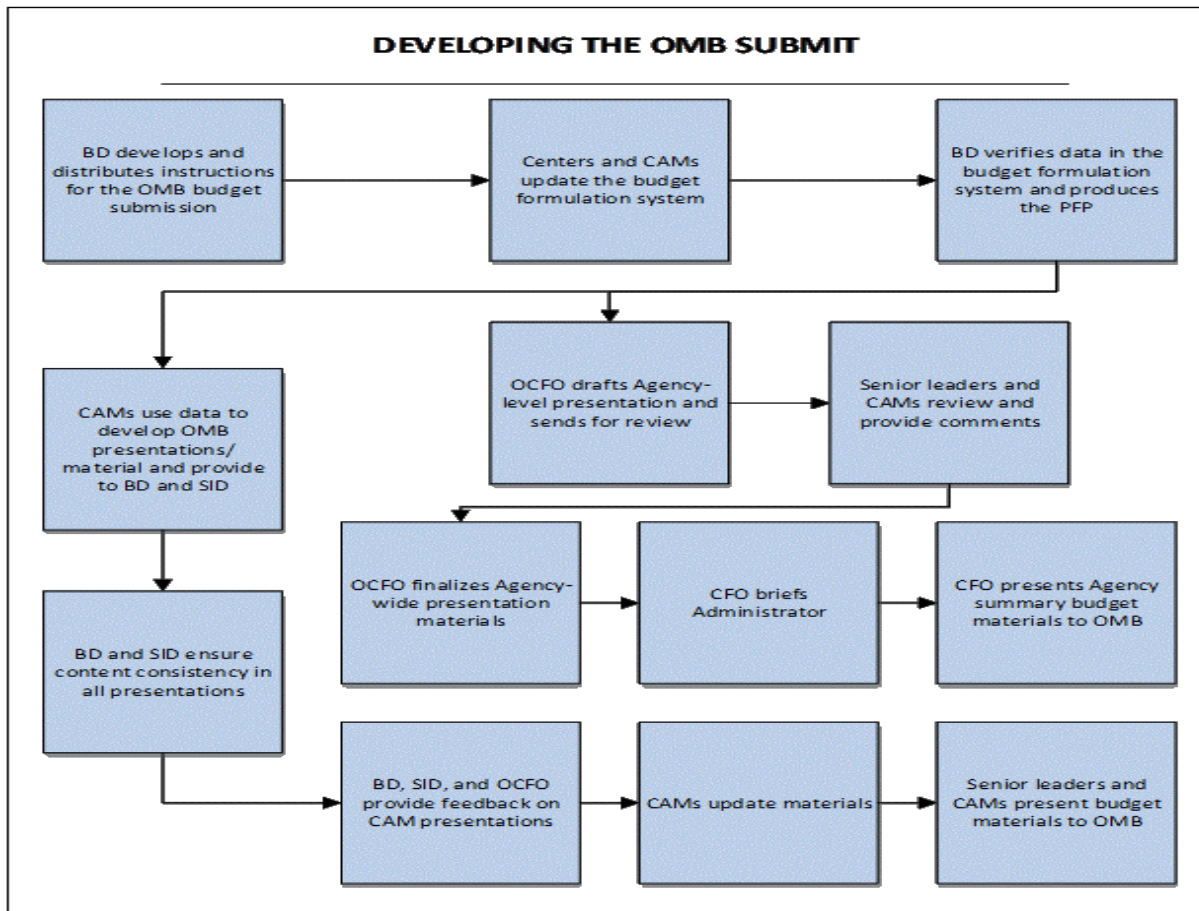 DEVELOPING THE OMB SUBMIT
BD develops and
distributes instructions
for the OMB budget
submission
Centers and CAMs
update the budget
formulation system
BD verifies data in the
budget formulation
system and produces
the PFP
CAMs use data to
develop OMB
presentations/
material and provide
to BD and SID
OCFO drafts Agency-
level presentation and
sends for review
Senior leaders and
CAMs review and
provide comments
OCFO finalizes Agency-
wide presentation
materials
CFO briefs
Administrator
CFO presents Agency
summary budget
materials to OMB
BD and SID ensure
content consistency in
all presentations
BD, SID, and OCFO
provide feedback on
CAM presentations
CAMs update materials
Senior leaders and
CAMs present budget
materials to OMB